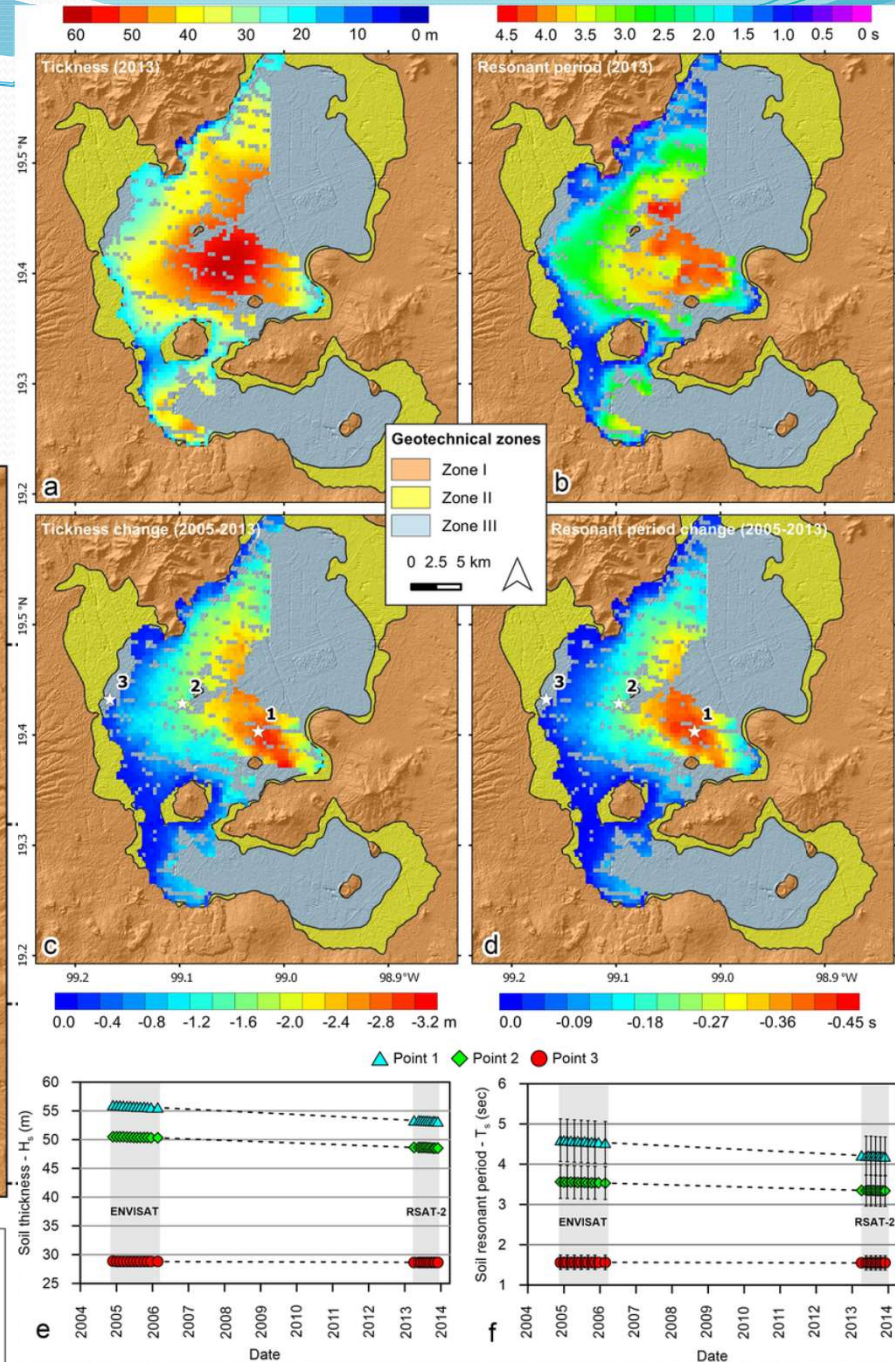 60 50 40 30 20 10 0 m
4.5 4.0 3.5 3.0 2.5 2.0 1.5 1.0 0.5 0 s
Tickness (2013)
Resonant period (2013)
19.5 °N
19.4
19.3
19.2
a
b
Geotechnical zones
Zone I
Zone II
Zone III
0 2.5 5 km
Tickness change (2005-2013)
Resonant period change (2005-2013)
19.5 °N
19.4
19.3
19.2
3
2
1
3
2
1
c
d
99.2 99.1 99.0 98.9 °W
99.2 99.1 99.0 98.9 °W
0.0 -0.4 -0.8 -1.2 -1.6 -2.0 -2.4 -2.8 -3.2 m
0.0 -0.09 -0.18 -0.27 -0.36 -0.45 s
Point 1 Point 2 Point 3
Soil thickness - Hs (m)
60
55
50
45
40
35
30
25
ENVISAT
RSAT-2
2004 2005 2006 2007 2008 2009 2010 2011 2012 2013 2014
Date
e
Soil resonant period - Ts (sec)
6
5
4
3
2
1
ENVISAT
RSAT-2
2004 2005 2006 2007 2008 2009 2010 2011 2012 2013 2014
Date
f